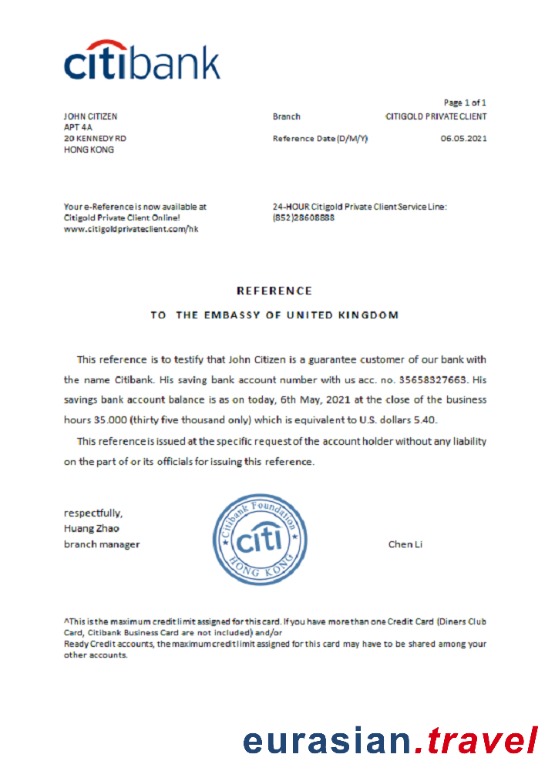 citibank
Page 1 of 1
JOHN CITIZEN Branch CITIGOLD PRIVATE CLIENT
APT 4A
20 KENNEDY RD Reference Date (D/M/Y) 06.05.2021
HONG KONG
Your e-Reference is now available at 24-HOUR Citigold Private Client Service Line:
Citigold Private Client Online! (852)28608888
www.citigoldprivateclient.com/hk
REFERENCE
TO THE EMBASSY OF UNITED KINGDOM
This reference is to testify that John Citizen is a guarantee customer of our bank with
the name Citibank. His saving bank account number with us acc. no. 35658327663. His
savings bank account balance is as on today, 6th May, 2021 at the close of the business
hours 35.000 (thirty five thousand only) which is equivalent to U.S. dollars 5.40.
This reference is issued at the specific request of the account holder without any liability
on the part of or its officials for issuing this reference.
respectfully,
Huang Zhao
branch manager Chen Li
Citibank Foundation
citi
HONG KONG
^This is the maximum credit limit assigned for this card. If you have more than one Credit Card (Diners Club
Card, Citibank Business Card are not included) and/or
Ready Credit accounts, the maximum credit limit assigned for this card may have to be shared among your
other accounts.
eurasian.travel